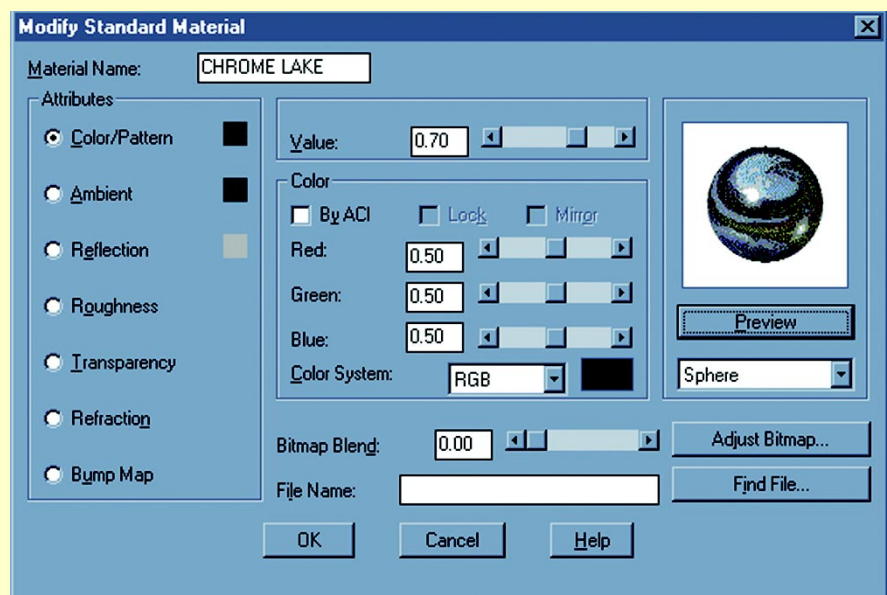 Modify Standard Material
Material Name: CHROME LAKE
Attributes
Color/Pattern
Ambient
Reflection
Roughness
Transparency
Refraction
Bump Map
Value: 0.70
Color
By ACI Lock Mirror
Red: 0.50
Green: 0.50
Blue: 0.50
Color System: RGB
Preview
Sphere
Bitmap Blend: 0.00
Adjust Bitmap...
File Name:
Find File...
OK Cancel Help